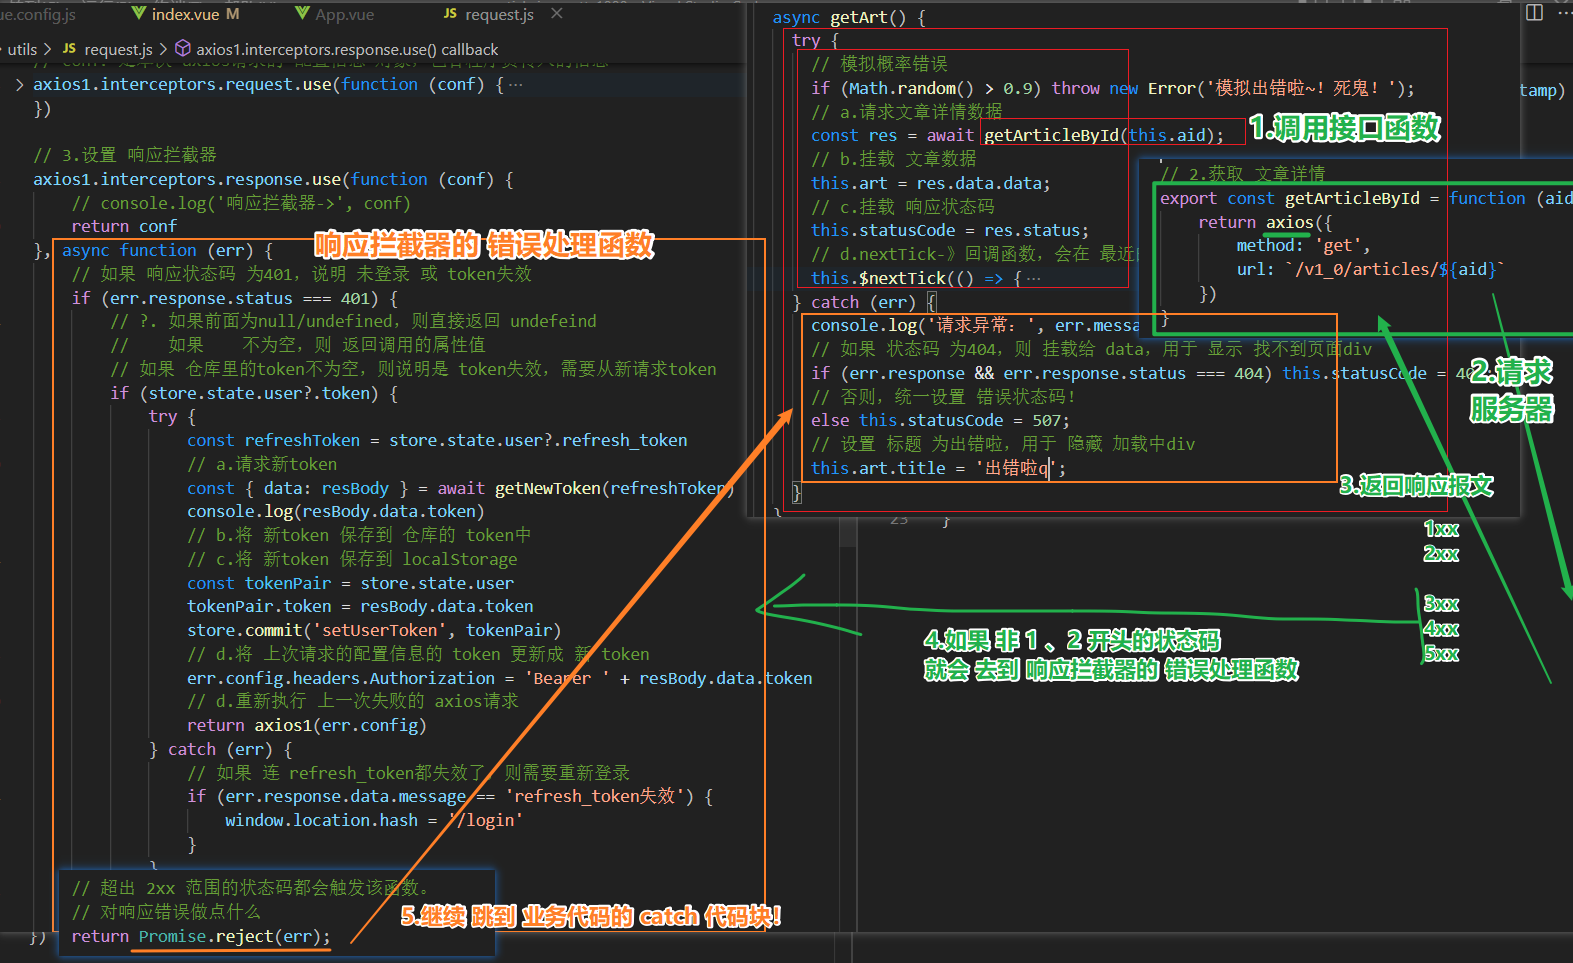 ue.config.js
index.vue M
App.vue
JS request.js
utils > JS request.js > axios1.interceptors.response.use() callback
axios1.interceptors.request.use(function (conf) {…
})
// 3.设置 响应拦截器
axios1.interceptors.response.use(function (conf) {
// console.log('响应拦截器->', conf)
return conf
}, async function (err) {
响应拦截器的 错误处理函数
// 如果 响应状态码 为401，说明 未登录 或 token失效
if (err.response.status === 401) {
// ?. 如果前面为null/undefined，则直接返回 undefeind
// 如果 不为空，则 返回调用的属性值
// 如果 仓库里的token不为空，则说明是 token失效，需要从新请求token
if (store.state.user?.token) {
try {
const refreshToken = store.state.user?.refresh_token
// a.请求新token
const { data: resBody } = await getNewToken(refreshToken)
console.log(resBody.data.token)
// b.将 新token 保存到 仓库的 token中
// c.将 新token 保存到 localStorage
const tokenPair = store.state.user
tokenPair.token = resBody.data.token
store.commit('setUserToken', tokenPair)
// d.将 上次请求的配置信息的 token 更新成 新 token
err.config.headers.Authorization = 'Bearer ' + resBody.data.token
// d.重新执行 上一次失败的 axios请求
return axios1(err.config)
} catch (err) {
// 如果 连 refresh_token都失效了，则需要重新登录
if (err.response.data.message == 'refresh_token失效') {
window.location.hash = '/login'
}
}
// 超出 2xx 范围的状态码都会触发该函数。
// 对响应错误做点什么
return Promise.reject(err);
})
5.继续 跳到 业务代码的 catch 代码块！
async getArt() {
try {
// 模拟概率错误
if (Math.random() > 0.9) throw new Error('模拟出错啦~！死鬼！');
// a.请求文章详情数据
const res = await getArticleById(this.aid);
1.调用接口函数
// b.挂载 文章数据
this.art = res.data.data;
// c.挂载 响应状态码
this.statusCode = res.status;
// d.nextTick-》回调函数，会在 最近
this.$nextTick(() => {…
} catch (err) {
console.log('请求异常：', err.messa
// 如果 状态码 为404，则 挂载给 data，用于 显示 找不到页面div
if (err.response && err.response.status === 404) this.statusCode = 40
// 否则，统一设置 错误状态码！
else this.statusCode = 507;
// 设置 标题 为出错啦，用于 隐藏 加载中div
this.art.title = '出错啦q';
}
}
23 }
tamp)
// 2.获取 文章详情
export const getArticleById = function (aid
return axios({
method: 'get',
url: `/v1_0/articles/${aid}`
})
}
2.请求
服务器
3.返回响应报文
1xx
2xx
3xx
4xx
5xx
4.如果 非 1 、2 开头的状态码
就会 去到 响应拦截器的 错误处理函数